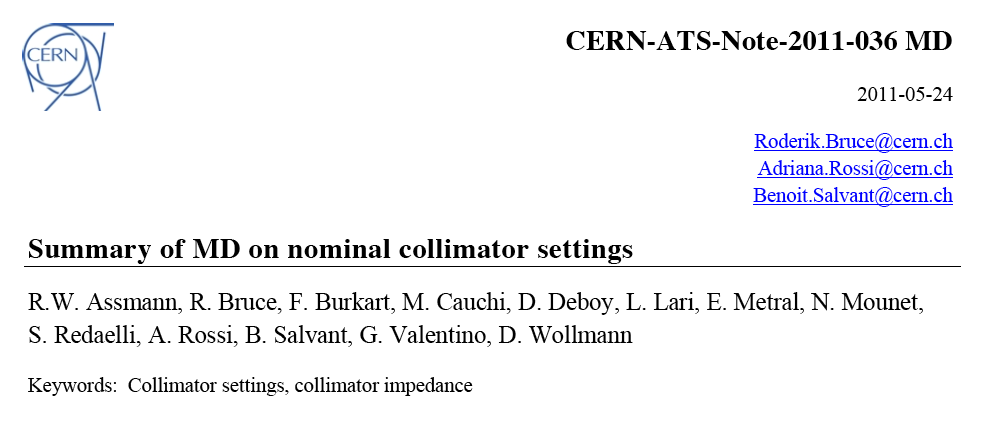 CERN
CERN-ATS-Note-2011-036 MD
2011-05-24
Roderik.Bruce@cern.ch
Adriana.Rossi@cern.ch
Benoit.Salvant@cern.ch
Summary of MD on nominal collimator settings
R.W. Assmann, R. Bruce, F. Burkart, M. Cauchi, D. Deboy, L. Lari, E. Metral, N. Mounet,
S. Redaelli, A. Rossi, B. Salvant, G. Valentino, D. Wollmann
Keywords:  Collimator settings, collimator impedance